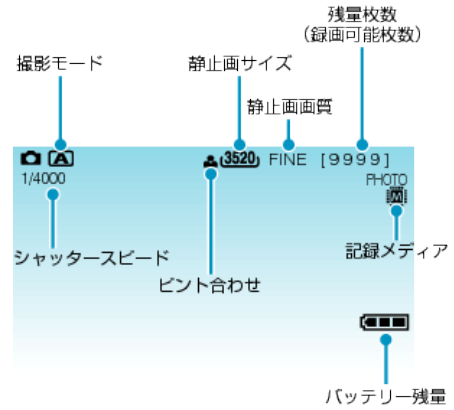 残量枚数
(録画可能枚数)
撮影モード
静止画サイズ
静止画画質
A
3520
FINE
[9999]
1/4000
PHOTO
M
シャッタースピード
記録メディア
ピント合わせ
バッテリー残量